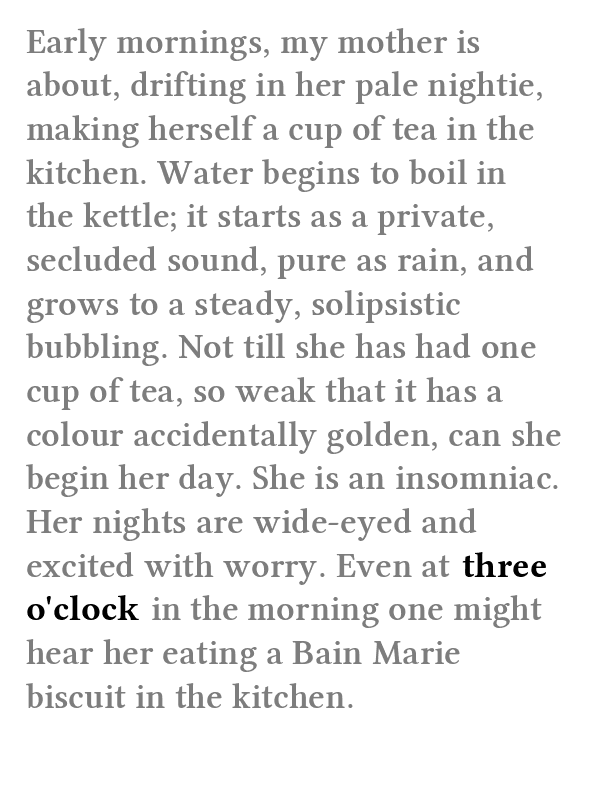 Early mornings, my mother is
about, drifting in her pale nightie,
making herself a cup of tea in the
kitchen. Water begins to boil in
the kettle; it starts as a private,
secluded sound, pure as rain, and
grows to a steady, solipsistic
bubbling. Not till she has had one
cup of tea, so weak that it has a
colour accidentally golden, can she
begin her day. She is an insomniac.
Her nights are wide-eyed and
excited with worry. Even at three
o'clock in the morning one might
hear her eating a Bain Marie
biscuit in the kitchen.